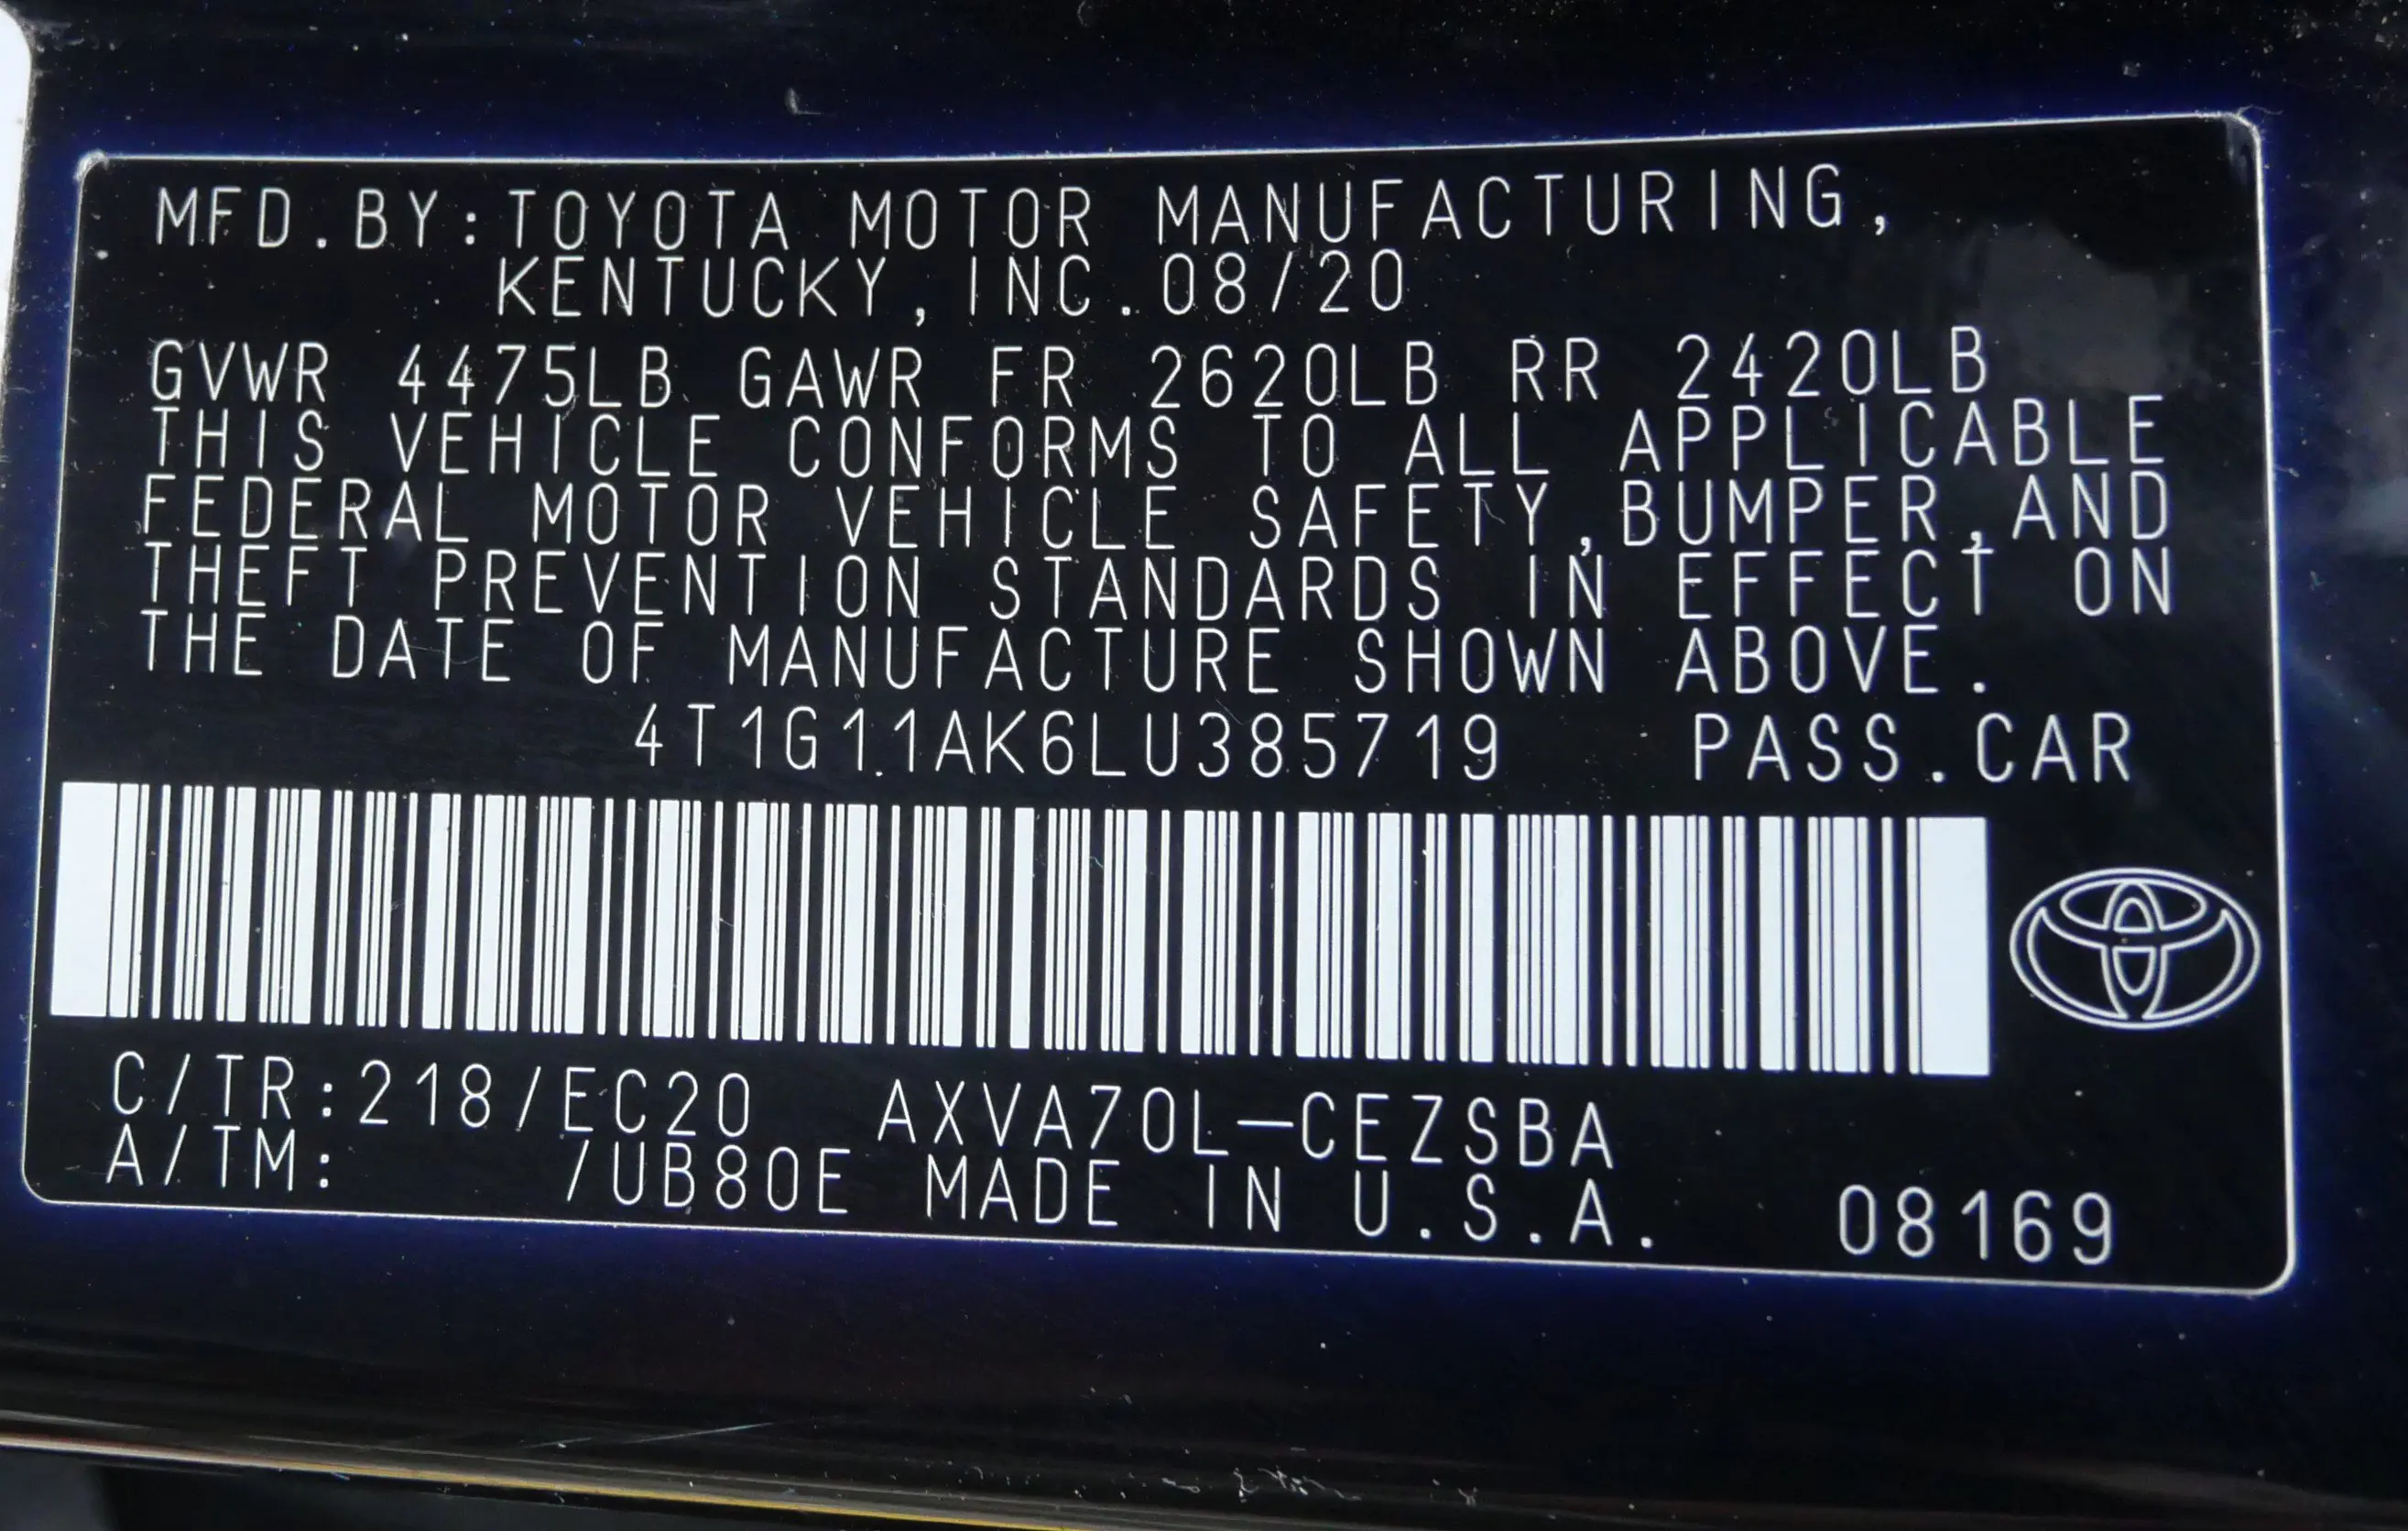 MFD.BY:TOYOTA MOTOR MANUFACTURING,
KENTUCKY,INC.08/20
GVWR 4475LB GAWR FR 2620LB RR 2420LB
THIS VEHICLE CONFORMS TO ALL APPLICABLE
FEDERAL MOTOR VEHICLE SAFETY,BUMPER,AND
THEFT PREVENTION STANDARDS IN EFFECT ON
THE DATE OF MANUFACTURE SHOWN ABOVE.
4T1G11AK6LU385719 PASS.CAR
C/TR:218/EC20 AXVA70L-CEZSBA
A/TM: /UB80E MADE IN U.S.A. 08169